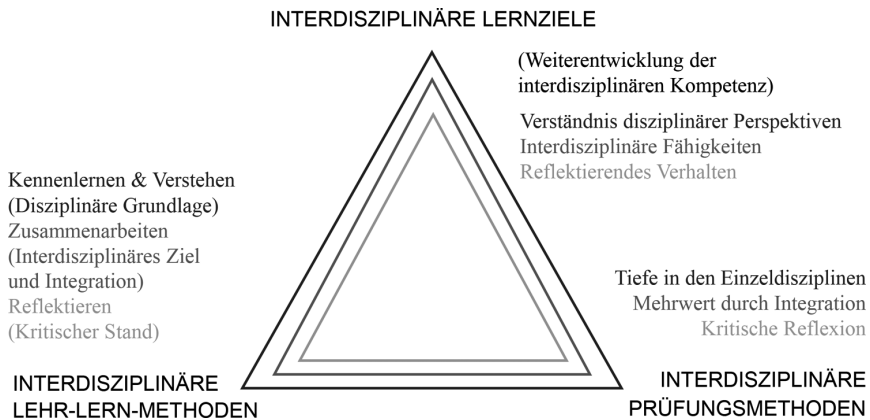 INTERDISZIPLINÄRE LERNZIELE
(Weiterentwicklung der
interdisziplinären Kompetenz)
Verständnis disziplinärer Perspektiven
Interdisziplinäre Fähigkeiten
Reflektierendes Verhalten
Kennenlernen & Verstehen
(Disziplinäre Grundlage)
Zusammenarbeiten
(Interdisziplinäres Ziel
und Integration)
Reflektieren
(Kritischer Stand)
Tiefe in den Einzeldisziplinen
Mehrwert durch Integration
Kritische Reflexion
INTERDISZIPLINÄRE
LEHR-LERN-METHODEN
INTERDISZIPLINÄRE
PRÜFUNGSMETHODEN